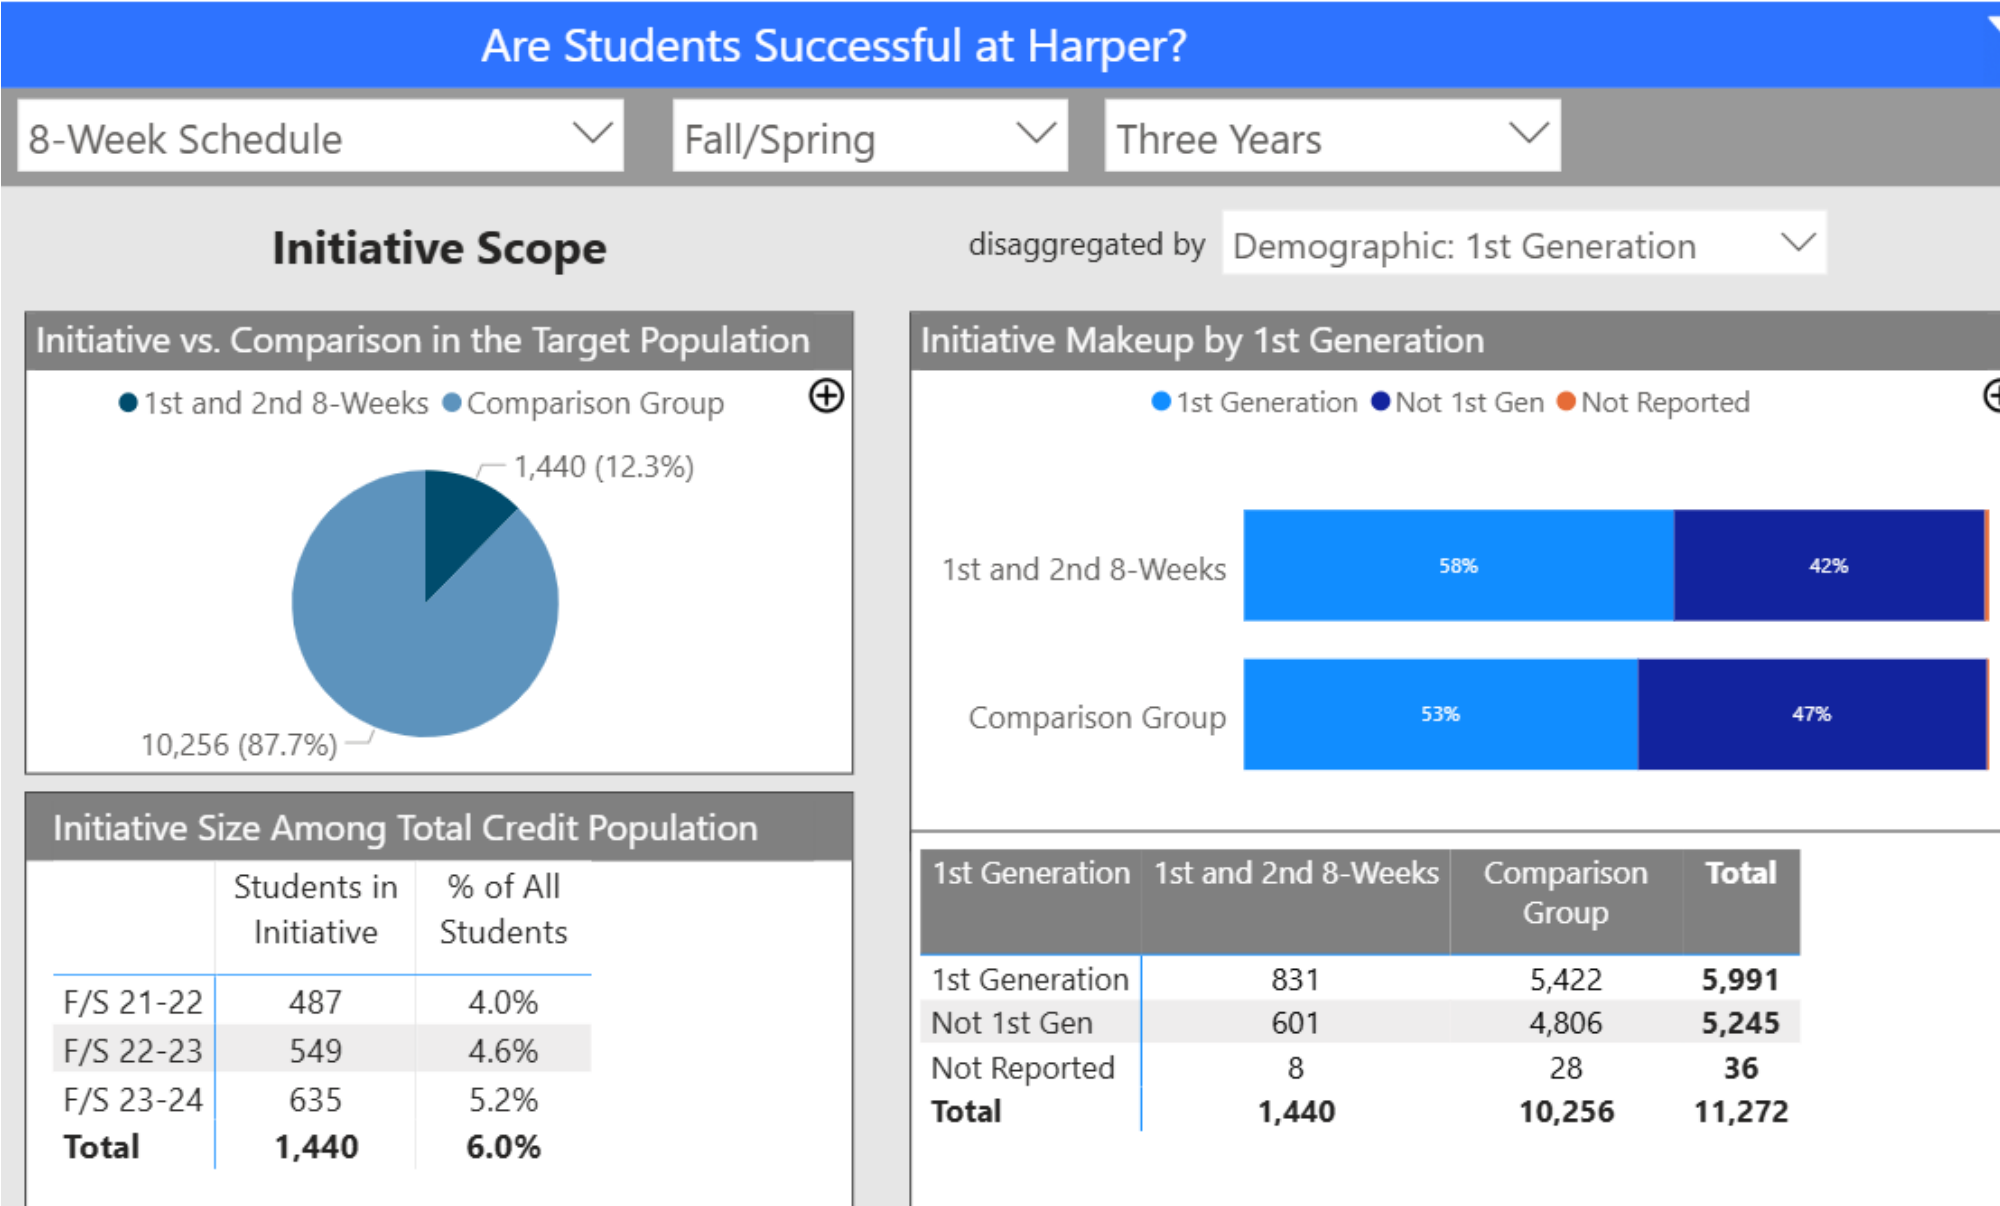 Are Students Successful at Harper?
8-Week Schedule
Fall/Spring
Three Years
Initiative Scope
disaggregated by
Demographic: 1st Generation
Initiative vs. Comparison in the Target Population
1st and 2nd 8-Weeks Comparison Group
1,440 (12.3%)
10,256 (87.7%)
Initiative Size Among Total Credit Population
Students in Initiative % of All Students
F/S 21-22 487 4.0%
F/S 22-23 549 4.6%
F/S 23-24 635 5.2%
Total 1,440 6.0%
Initiative Makeup by 1st Generation
1st Generation Not 1st Gen Not Reported
1st and 2nd 8-Weeks 58% 42%
Comparison Group 53% 47%
1st Generation 1st and 2nd 8-Weeks Comparison Group Total
1st Generation 831 5,422 5,991
Not 1st Gen 601 4,806 5,245
Not Reported 8 28 36
Total 1,440 10,256 11,272